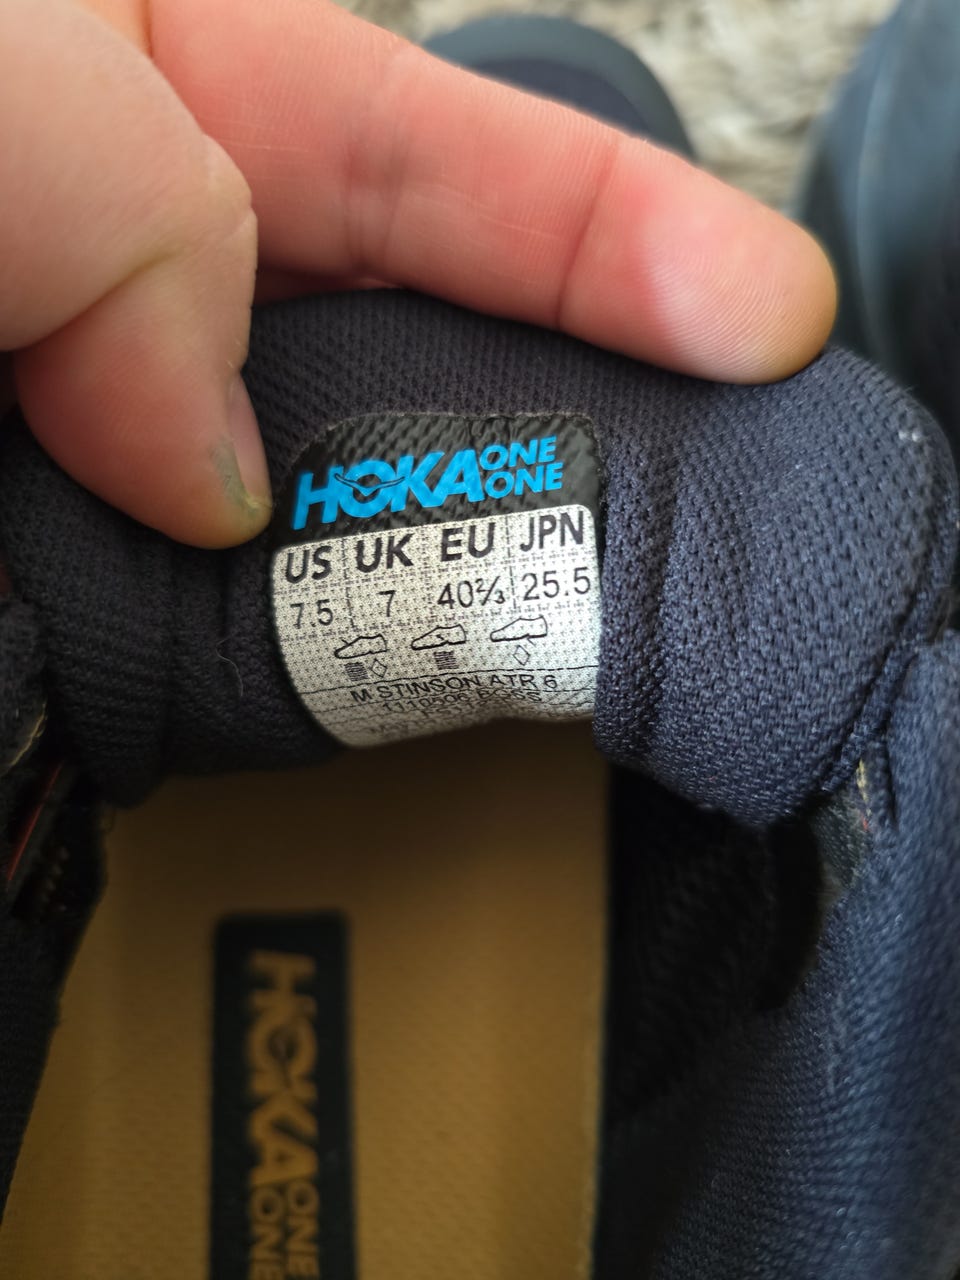 HOKA ONE ONE
US UK EU JPN
7.5 7 40⅔ 25.5
M STINSON ATR 6
HOKA ONE ONE